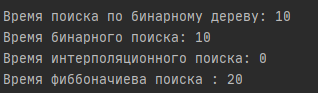 Время поиска по бинарному дереву: 10
Время бинарного поиска: 10
Время интерполяционного поиска: 0
Время фиббоначиева поиска : 20